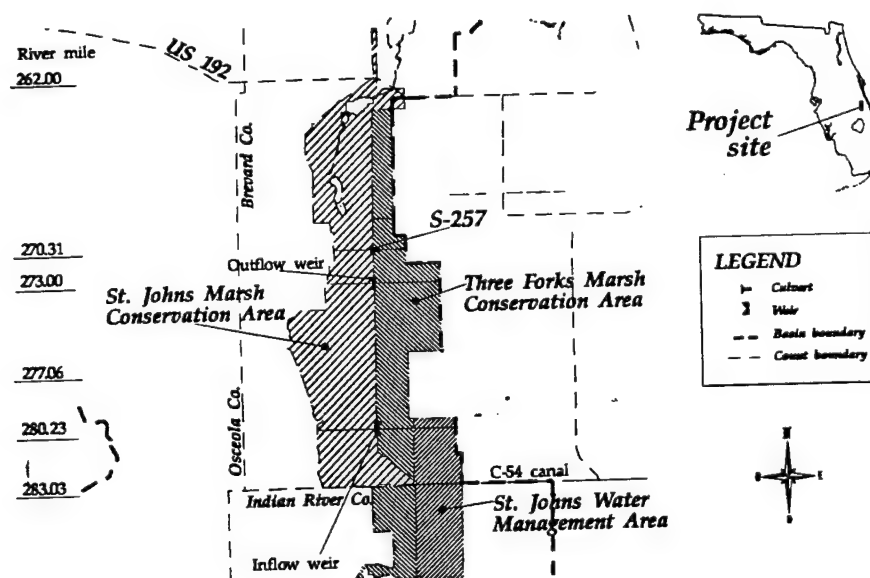 River mile
262.00
US 192
Brevard Co.
Project
site
S-257
270.31
Outflow weir
273.00
St. Johns Marsh
Conservation Area
Three Forks Marsh
Conservation Area
LEGEND
Culvert
Weir
Basin boundary
Count boundary
277.06
280.23
Osceola Co.
283.03
C-54 canal
Indian River Co.
St. Johns Water
Management Area
Inflow weir
E